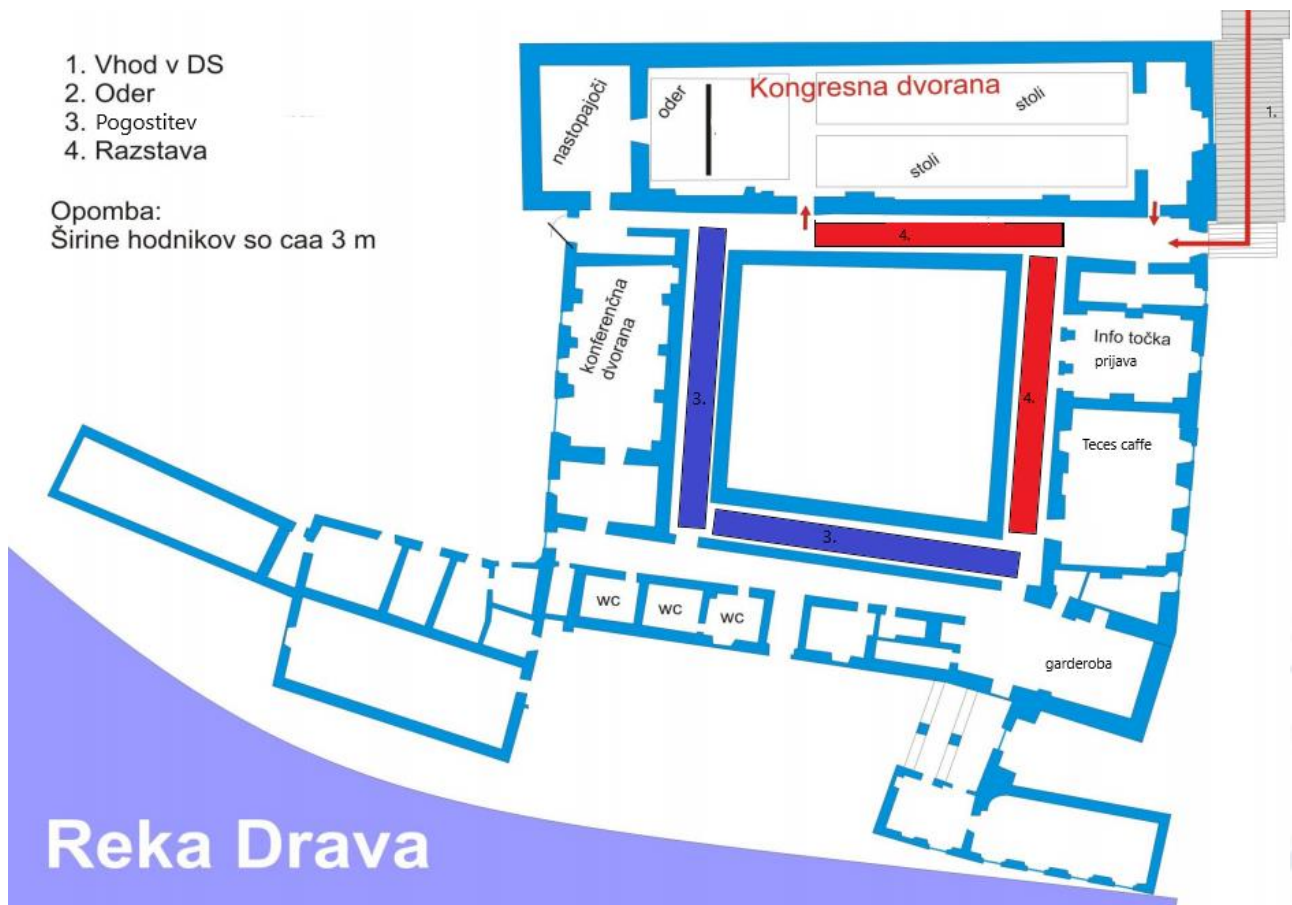 1. Vhod v DS
2. Oder
3. Pogostitev
4. Razstava
Opomba:
Širine hodnikov so caa 3 m
Kongresna dvorana
nastopajoči
oder
stoli
stoli
1.
4.
konferenčna
dvorana
3.
4.
Info točka
prijava
Teces caffe
3.
wc
wc
wc
garderoba
Reka Drava